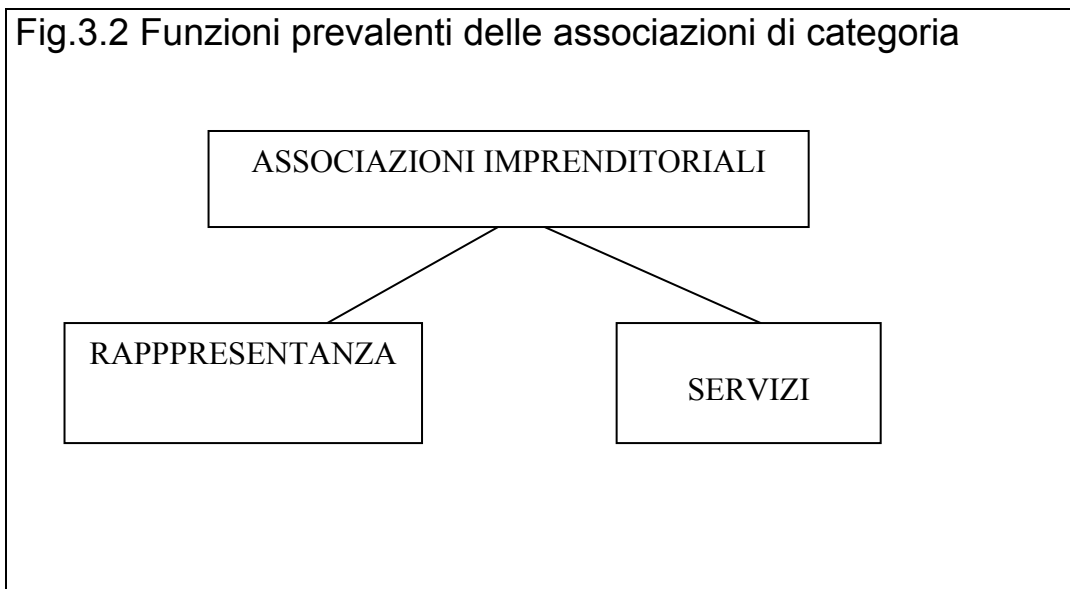 Fig.3.2 Funzioni prevalenti delle associazioni di categoria
ASSOCIAZIONI IMPRENDITORIALI
RAPPPRESENTANZA
SERVIZI